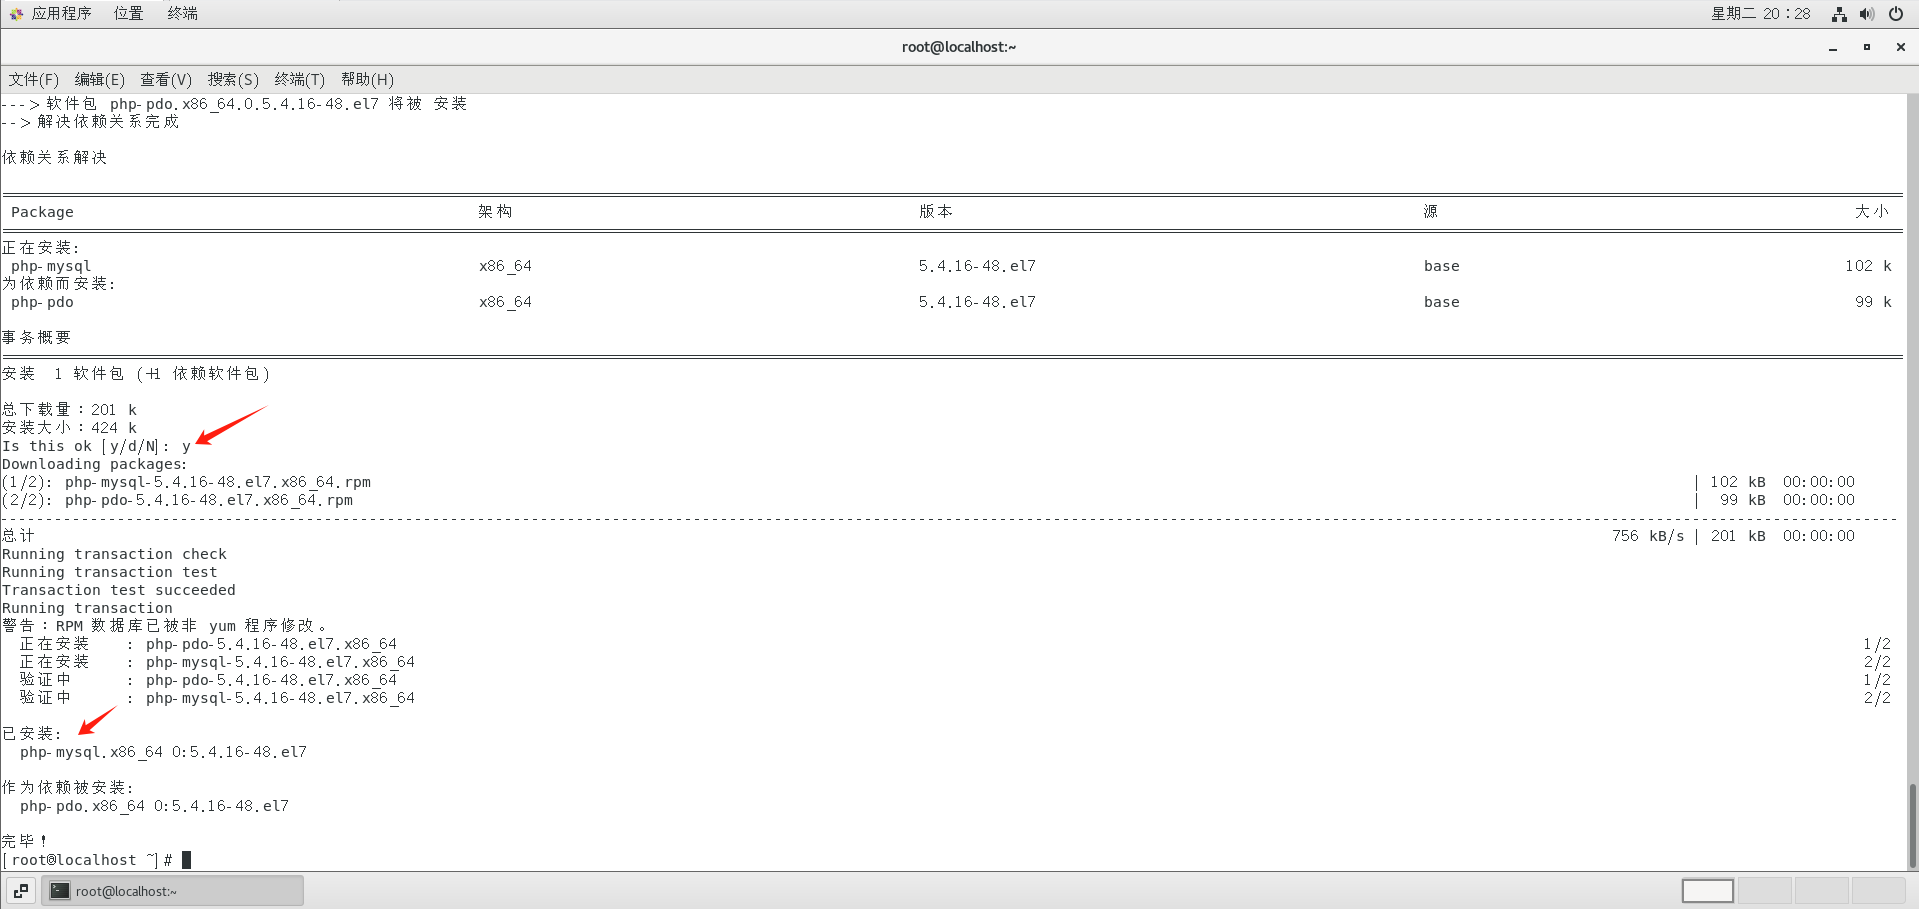 应用程序 位置 终端 星期二 20：28
root@localhost:~
文件(F) 编辑(E) 查看(V) 搜索(S) 终端(T) 帮助(H)
---> 软件包 php-pdo.x86_64.0.5.4.16-48.el7 将被 安装
--> 解决依赖关系完成
依赖关系解决
Package 架构 版本 源 大小
正在安装:
php-mysql x86_64 5.4.16-48.el7 base 102 k
为依赖而安装:
php-pdo x86_64 5.4.16-48.el7 base 99 k
事务概要
安装 1 软件包 (+1 依赖软件包)
总下载量：201 k
安装大小：424 k
Is this ok [y/d/N]: y
Downloading packages:
(1/2): php-mysql-5.4.16-48.el7.x86_64.rpm | 102 kB 00:00:00
(2/2): php-pdo-5.4.16-48.el7.x86_64.rpm | 99 kB 00:00:00
总计 756 kB/s | 201 kB 00:00:00
Running transaction check
Running transaction test
Transaction test succeeded
Running transaction
警告：RPM 数据库已被非 yum 程序修改。
正在安装 : php-pdo-5.4.16-48.el7.x86_64 1/2
正在安装 : php-mysql-5.4.16-48.el7.x86_64 2/2
验证中 : php-pdo-5.4.16-48.el7.x86_64 1/2
验证中 : php-mysql-5.4.16-48.el7.x86_64 2/2
已安装:
php-mysql.x86_64 0:5.4.16-48.el7
作为依赖被安装:
php-pdo.x86_64 0:5.4.16-48.el7
完毕！
[root@localhost ~]#
root@localhost:~